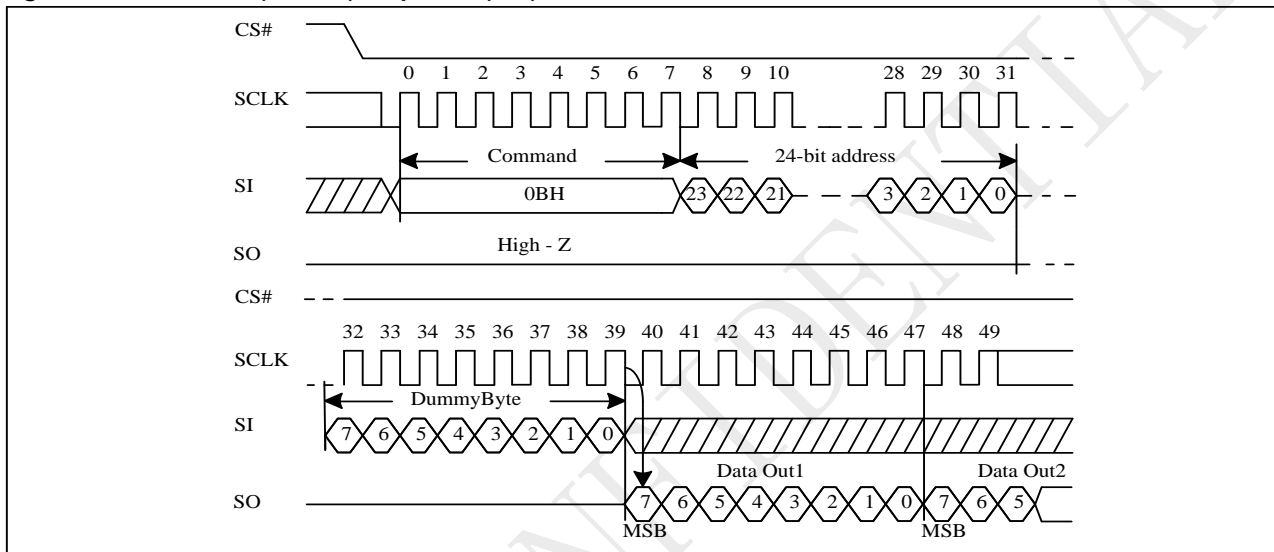 CS#
0 1 2 3 4 5 6 7 8 9 10 28 29 30 31
SCLK
Command 24-bit address
SI 0BH 23 22 21 3 2 1 0
High - Z
SO
CS#
32 33 34 35 36 37 38 39 40 41 42 43 44 45 46 47 48 49
SCLK
DummyByte
SI 7 6 5 4 3 2 1 0
Data Out1 Data Out2
SO 7 6 5 4 3 2 1 0 7 6 5
MSB MSB